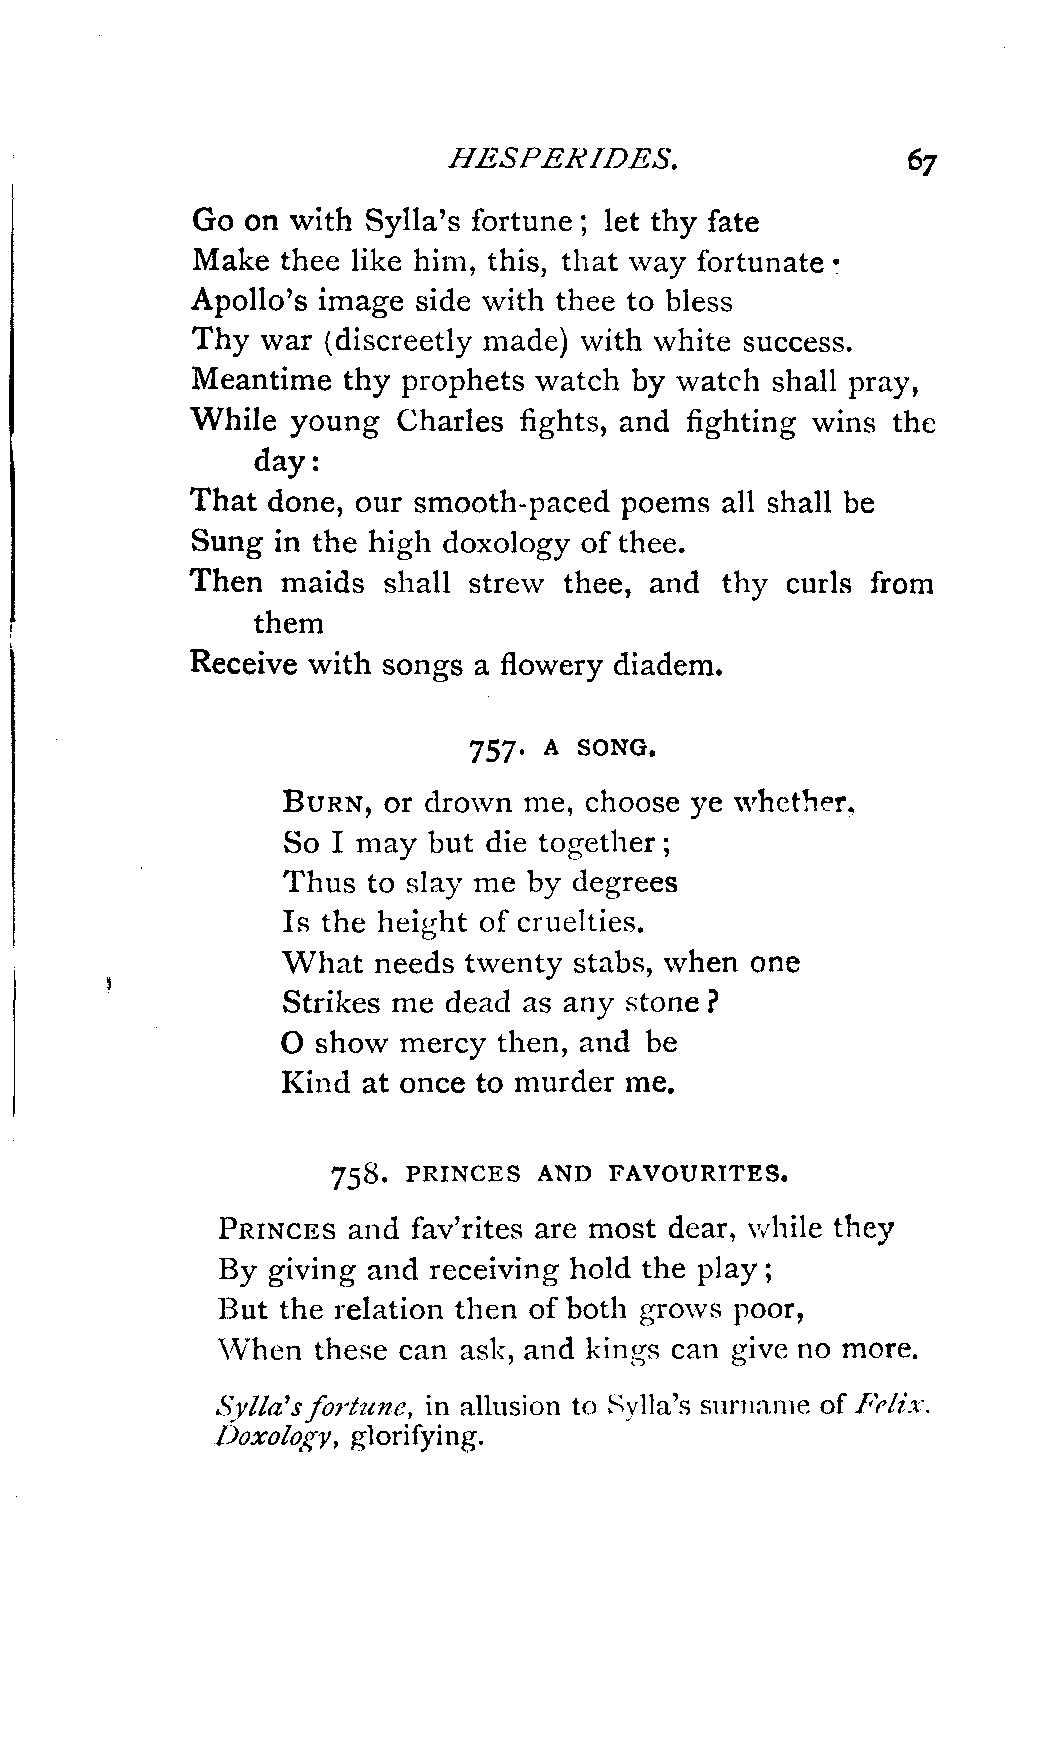 HESPERIDES. 67
Go on with Sylla's fortune; let thy fate
Make thee like him, this, that way fortunate:
Apollo's image side with thee to bless
Thy war (discreetly made) with white success.
Meantime thy prophets watch by watch shall pray,
While young Charles fights, and fighting wins the
day:
That done, our smooth-paced poems all shall be
Sung in the high doxology of thee.
Then maids shall strew thee, and thy curls from
them
Receive with songs a flowery diadem.
757. A SONG.
BURN, or drown me, choose ye whether,
So I may but die together;
Thus to slay me by degrees
Is the height of cruelties.
What needs twenty stabs, when one
Strikes me dead as any stone?
O show mercy then, and be
Kind at once to murder me.
758. PRINCES AND FAVOURITES.
PRINCES and fav'rites are most dear, while they
By giving and receiving hold the play;
But the relation then of both grows poor,
When these can ask, and kings can give no more.
Sylla's fortune, in allusion to Sylla's surname of Felix.
Doxology, glorifying.